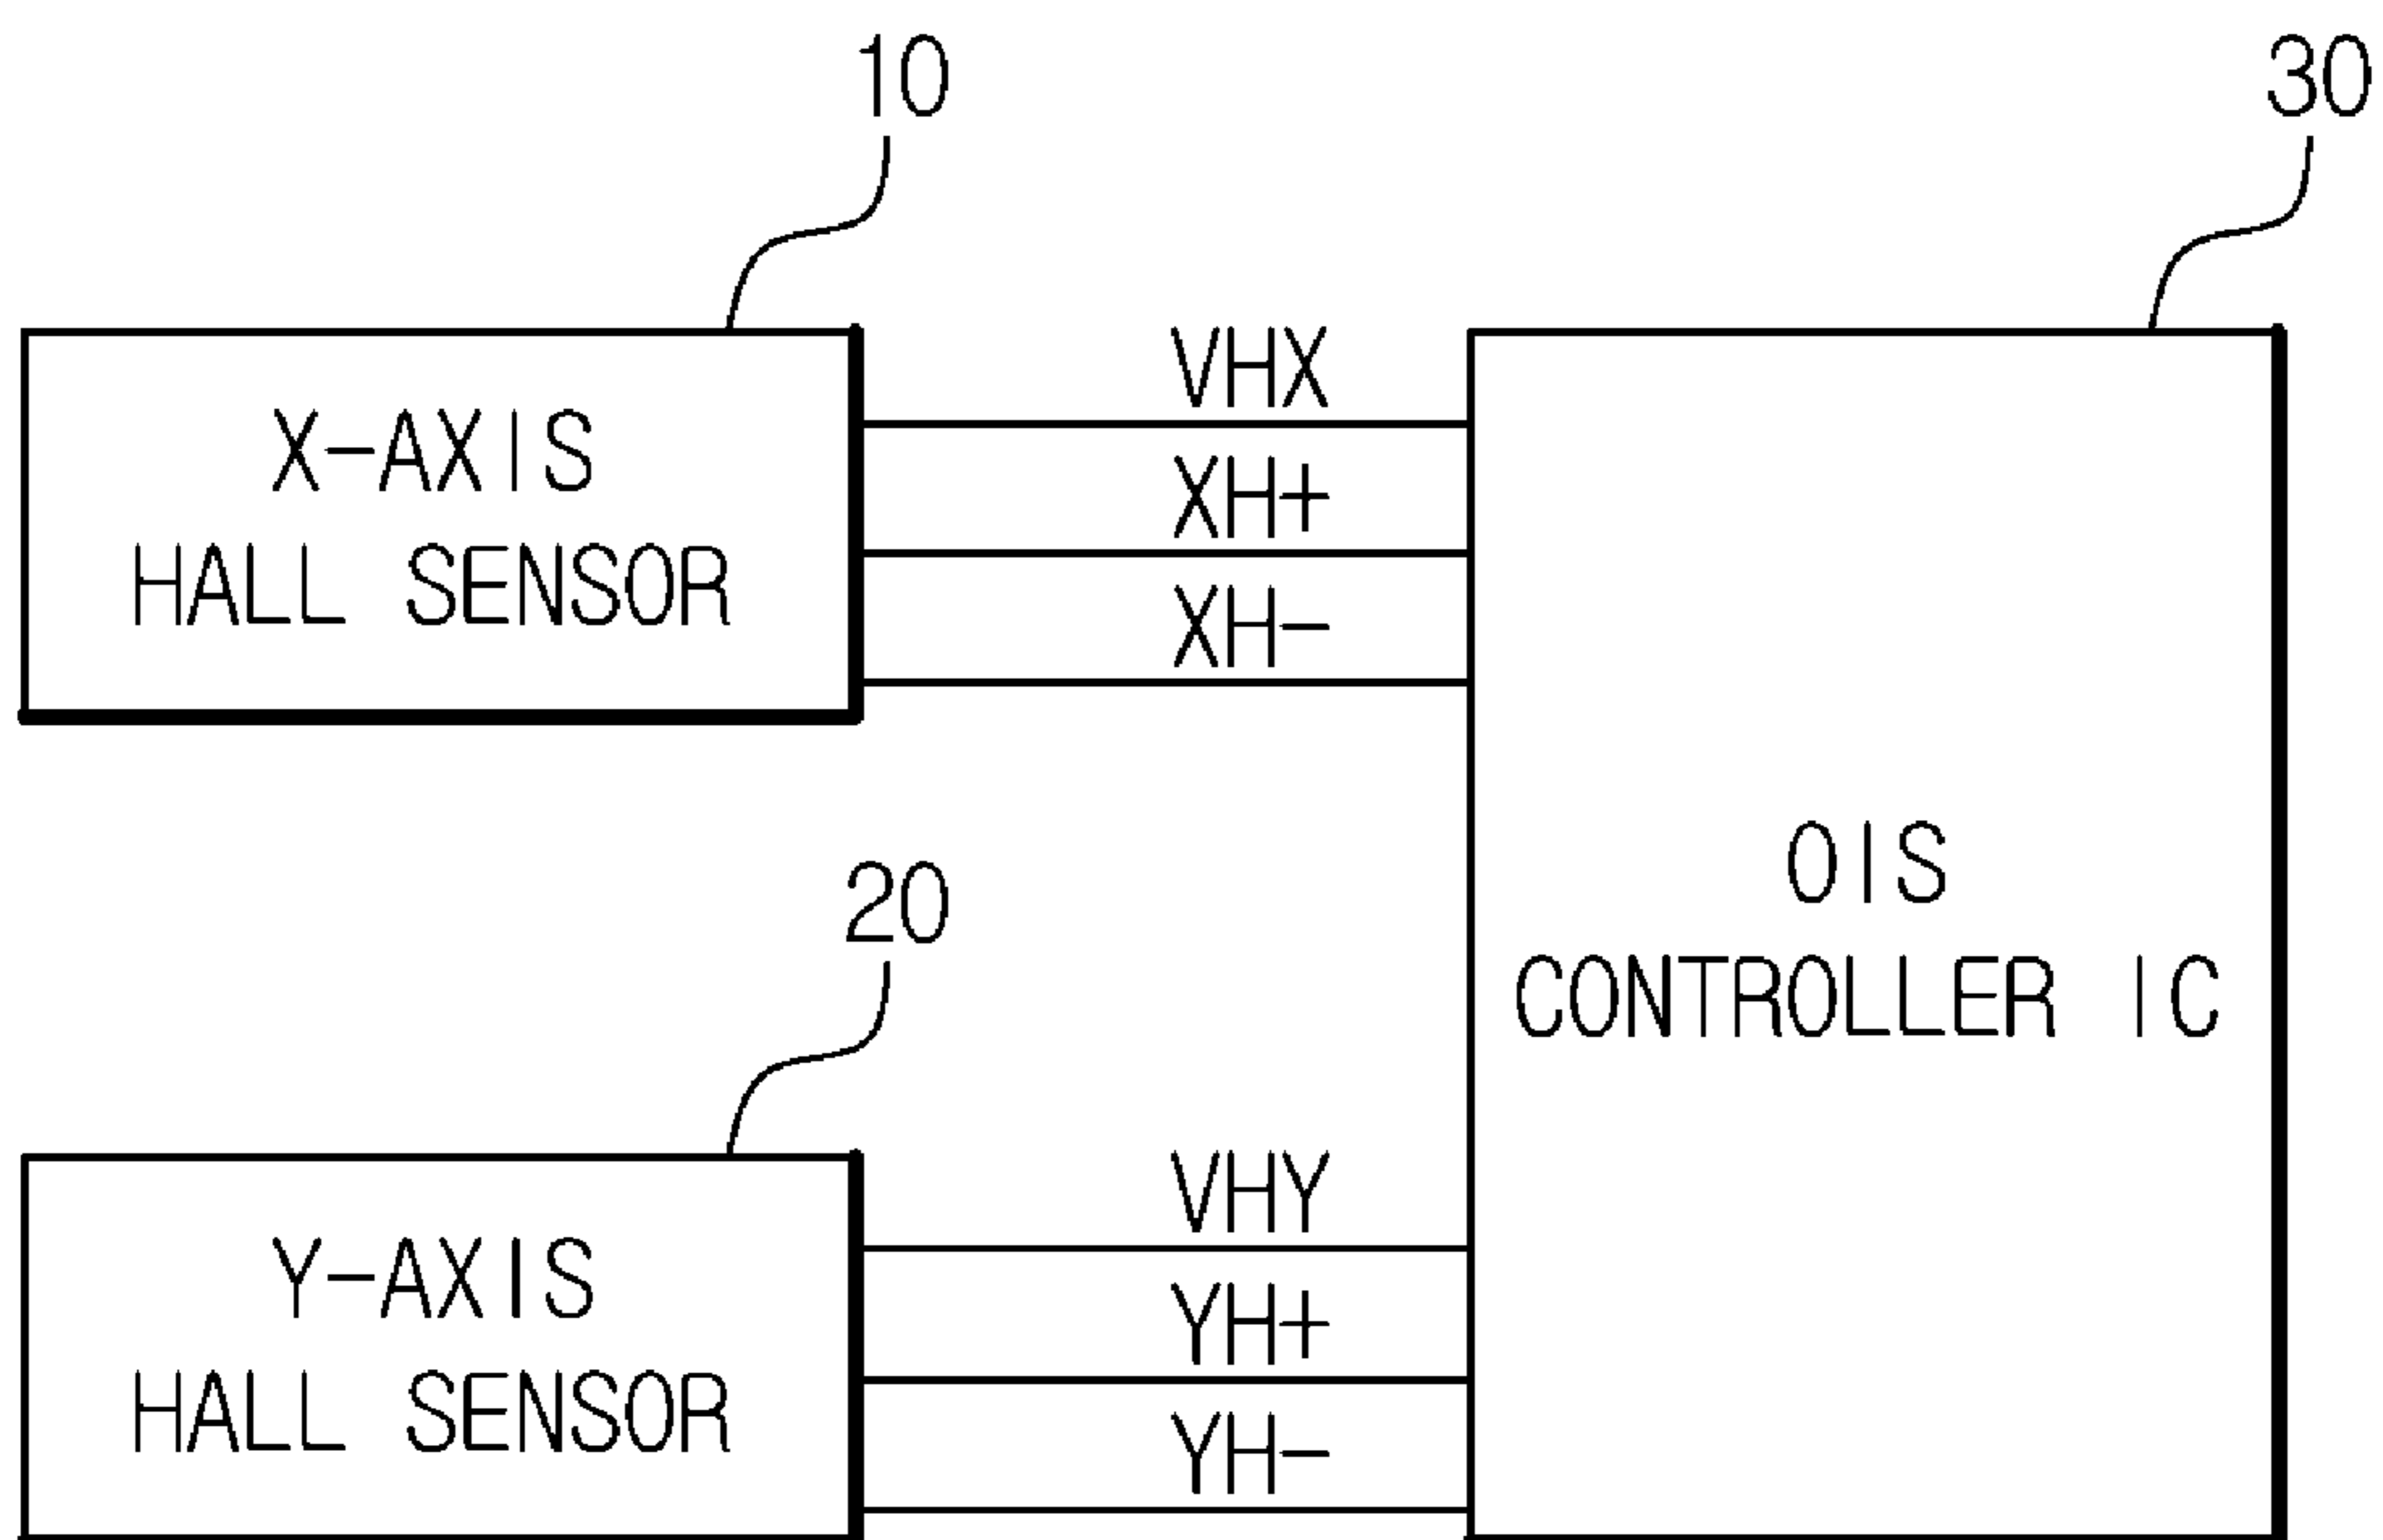 10
30
X-AXIS
HALL SENSOR
VHX
XH+
XH-
OIS
CONTROLLER IC
20
Y-AXIS
HALL SENSOR
VHY
YH+
YH-